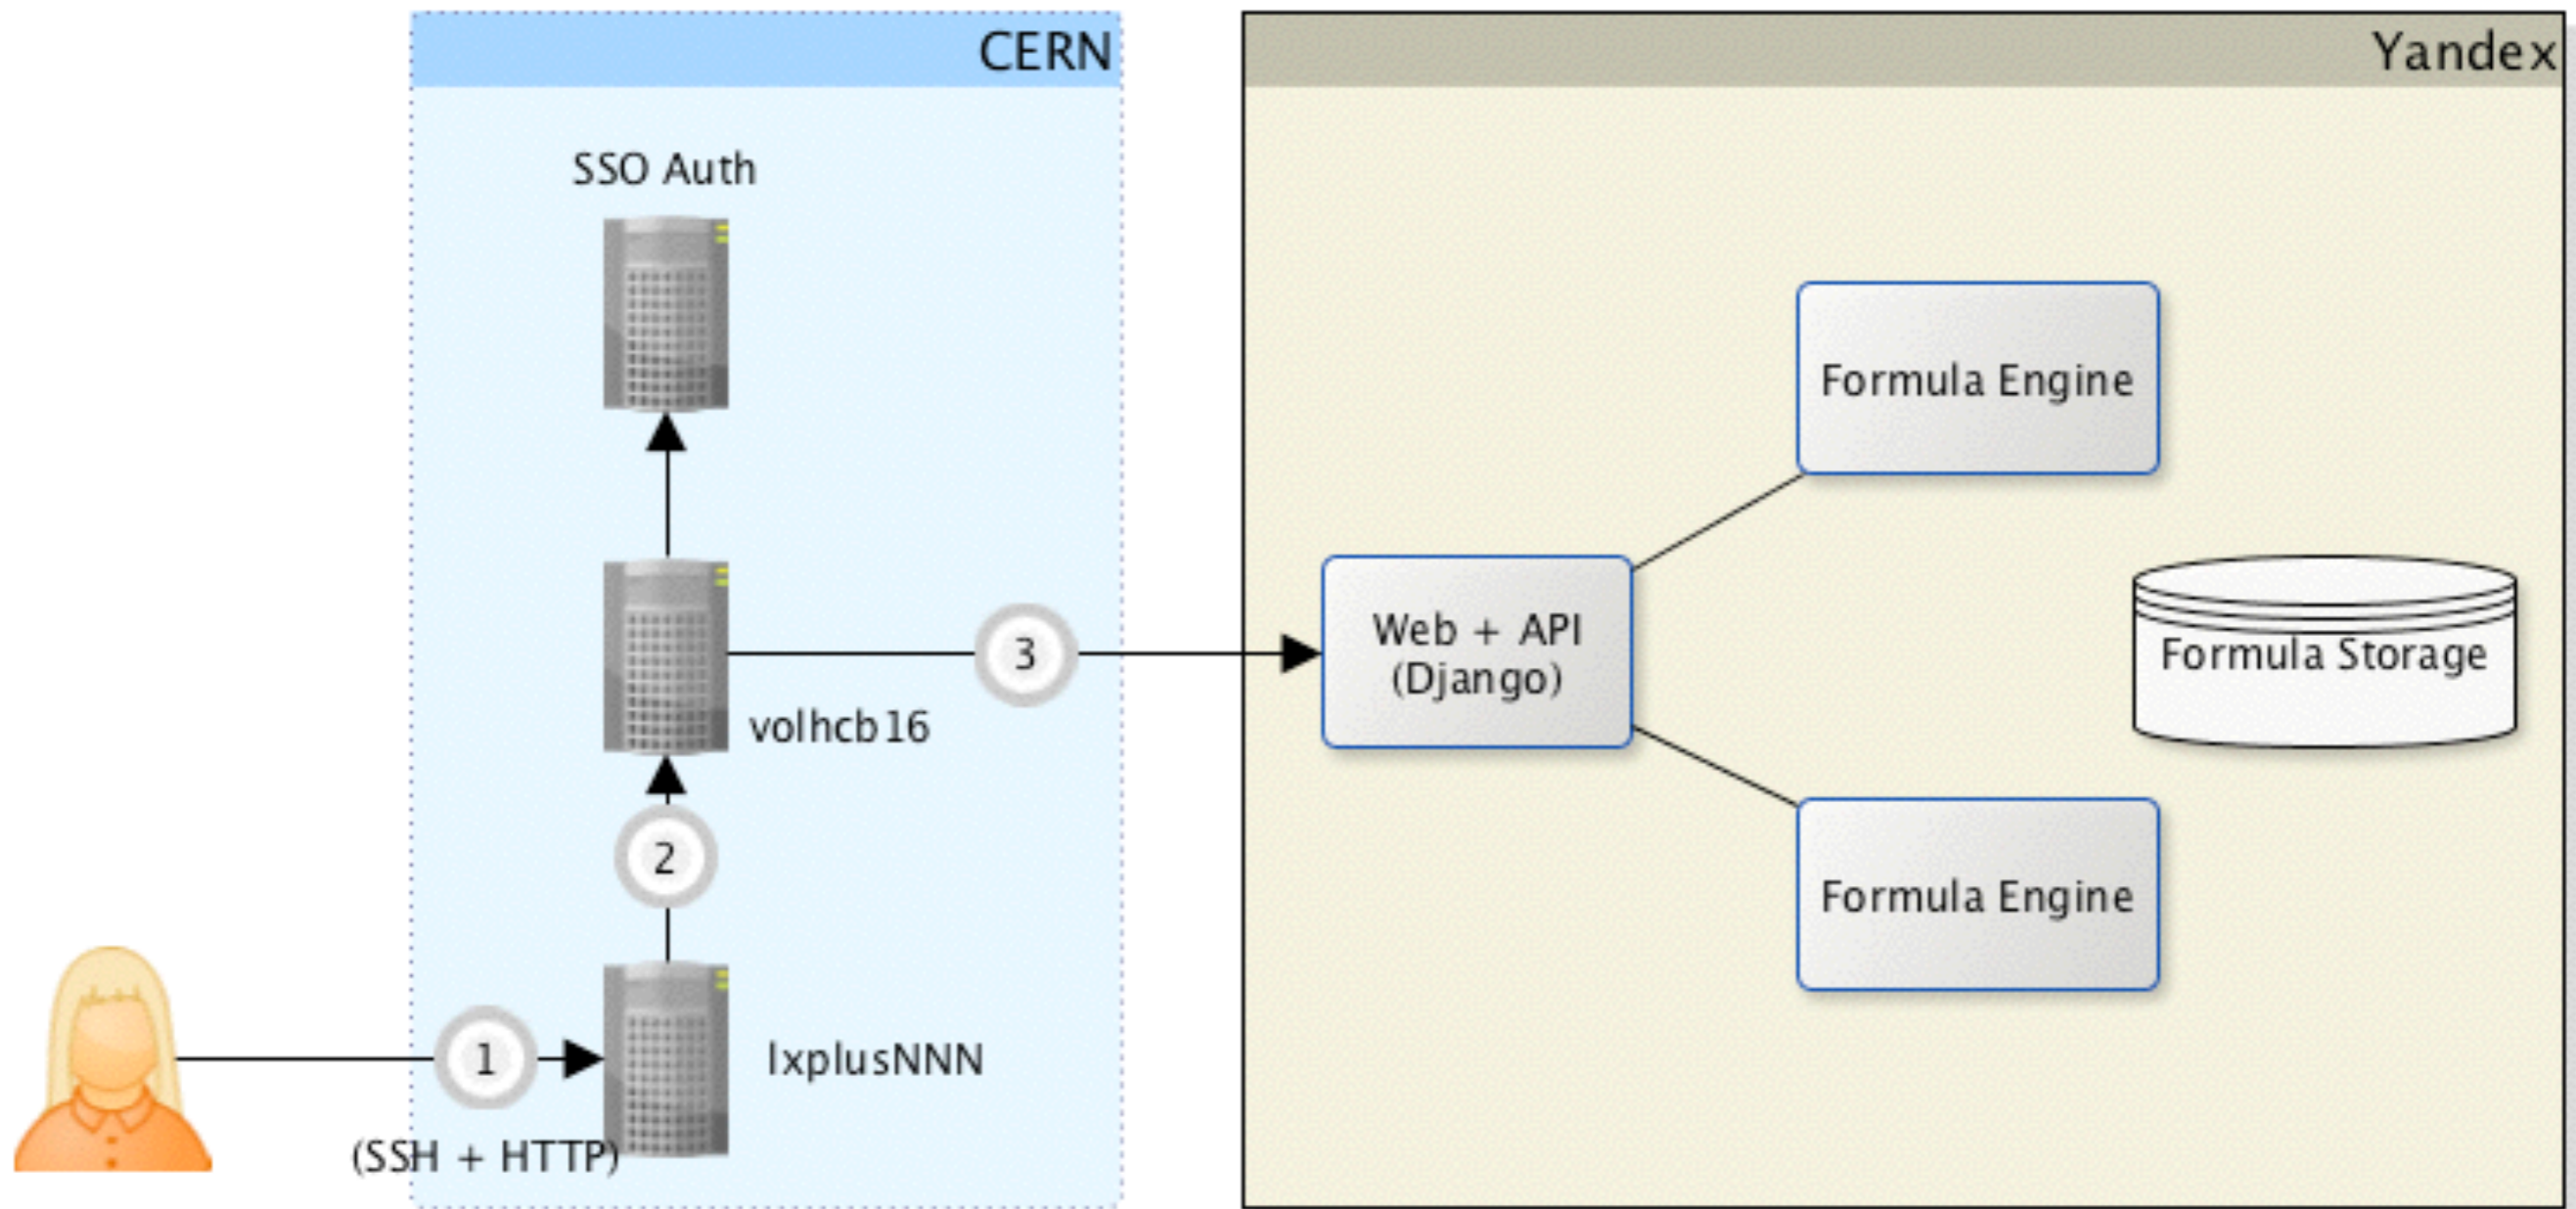 CERN
Yandex
SSO Auth
Formula Engine
3
Web + API
(Django)
Formula Storage
volhcb16
2
Formula Engine
1
lxplusNNN
(SSH + HTTP)